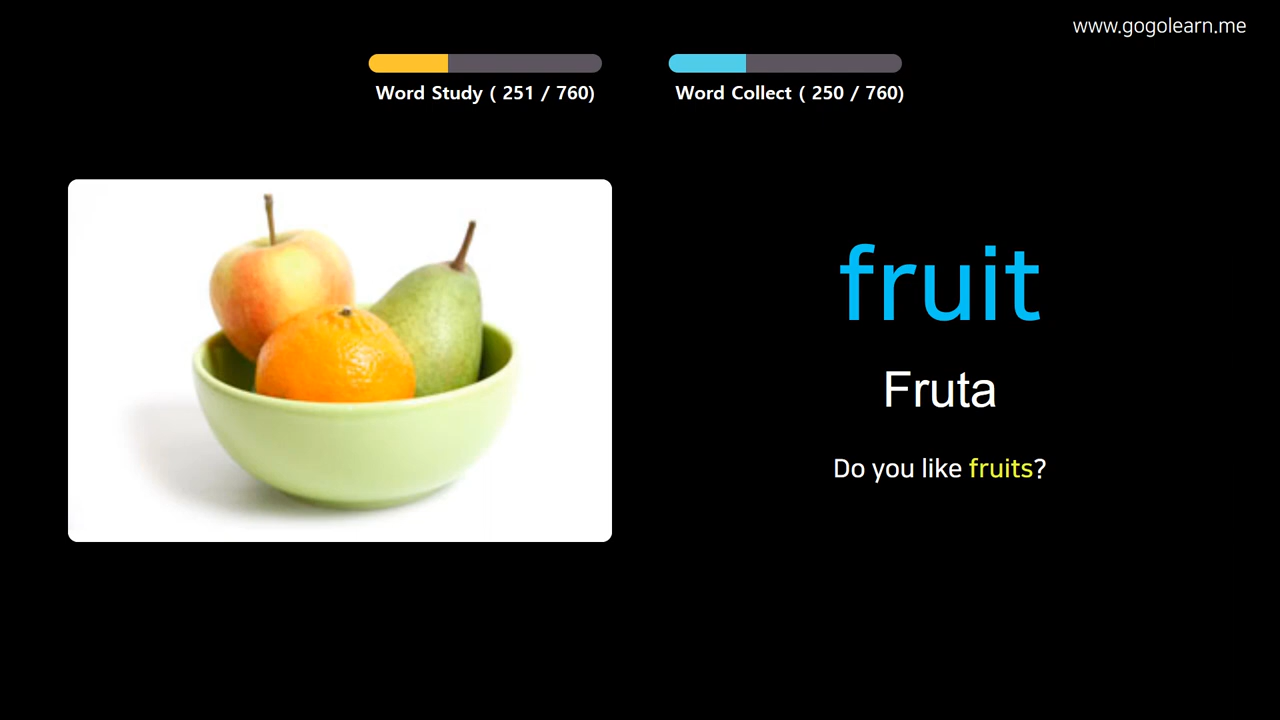 www.gogolearn.me
Word Study ( 251 / 760)
Word Collect ( 250 / 760)
fruit
Fruta
Do you like fruits?